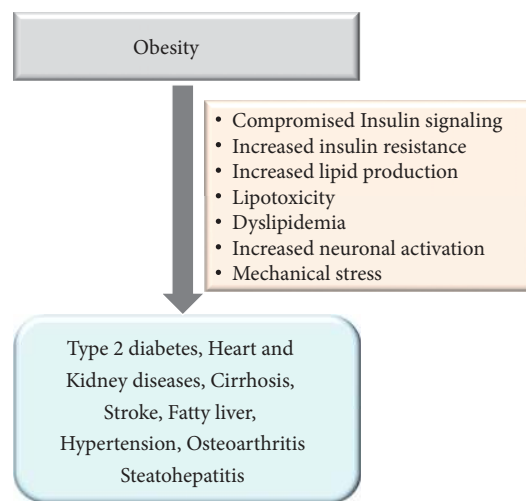 Obesity
• Compromised Insulin signaling
• Increased insulin resistance
• Increased lipid production
• Lipotoxicity
• Dyslipidemia
• Increased neuronal activation
• Mechanical stress
Type 2 diabetes, Heart and
Kidney diseases, Cirrhosis,
Stroke, Fatty liver,
Hypertension, Osteoarthritis
Steatohepatitis